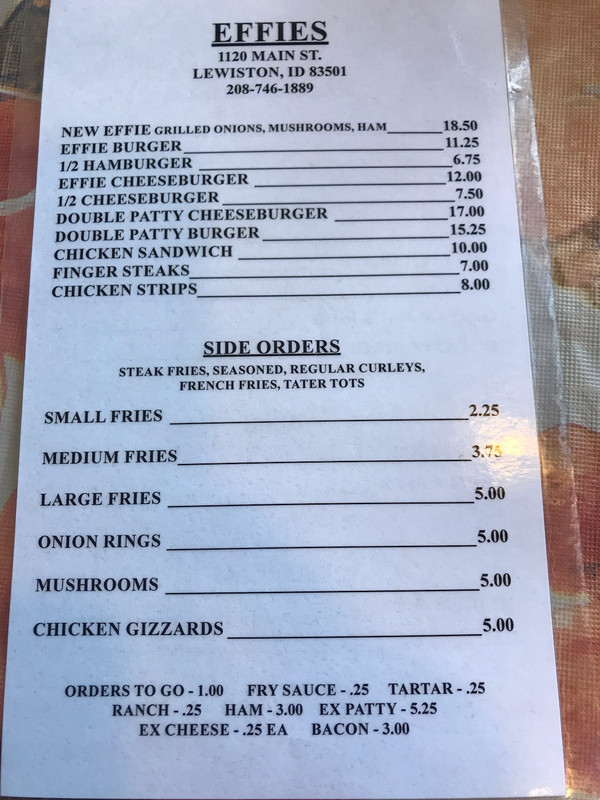 EFFIES
1120 MAIN ST.
LEWISTON, ID 83501
208-746-1889
NEW EFFIE GRILLED ONIONS, MUSHROOMS, HAM 18.50
EFFIE BURGER 11.25
1/2 HAMBURGER 6.75
EFFIE CHEESEBURGER 12.00
1/2 CHEESEBURGER 7.50
DOUBLE PATTY CHEESEBURGER 17.00
DOUBLE PATTY BURGER 15.25
CHICKEN SANDWICH 10.00
FINGER STEAKS 7.00
CHICKEN STRIPS 8.00
SIDE ORDERS
STEAK FRIES, SEASONED, REGULAR CURLEYS,
FRENCH FRIES, TATER TOTS
SMALL FRIES 2.25
MEDIUM FRIES 3.75
LARGE FRIES 5.00
ONION RINGS 5.00
MUSHROOMS 5.00
CHICKEN GIZZARDS 5.00
ORDERS TO GO - 1.00 FRY SAUCE - .25 TARTAR - .25
RANCH - .25 HAM - 3.00 EX PATTY - 5.25
EX CHEESE - .25 EA BACON - 3.00